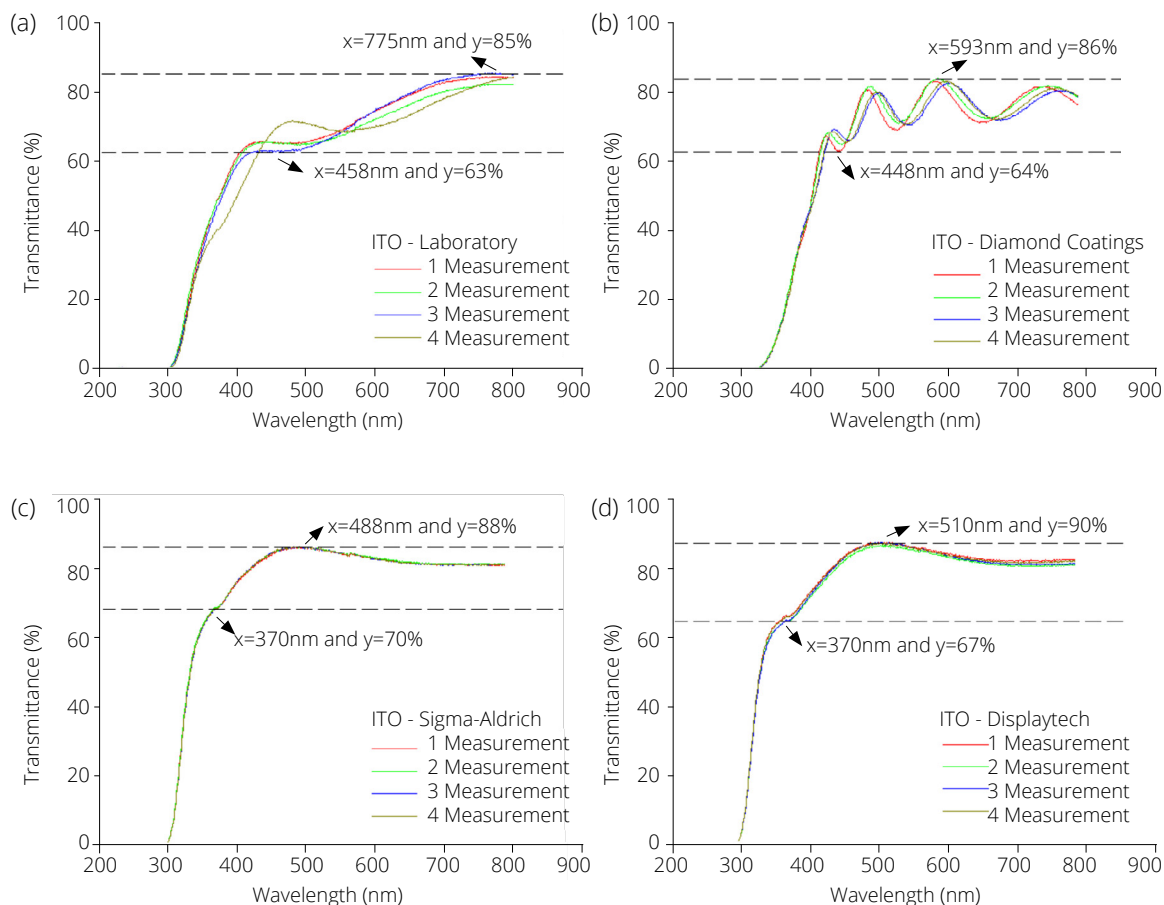 (a)
100
80
60
40
20
0
Transmittance (%)
x=775nm and y=85%
x=458nm and y=63%
ITO - Laboratory
1 Measurement
2 Measurement
3 Measurement
4 Measurement
200 300 400 500 600 700 800 900
Wavelength (nm)
(b)
100
80
60
40
20
0
Transmittance (%)
x=593nm and y=86%
x=448nm and y=64%
ITO - Diamond Coatings
1 Measurement
2 Measurement
3 Measurement
4 Measurement
200 300 400 500 600 700 800 900
Wavelength (nm)
(c)
100
80
60
40
20
0
Transmittance (%)
x=488nm and y=88%
x=370nm and y=70%
ITO - Sigma-Aldrich
1 Measurement
2 Measurement
3 Measurement
4 Measurement
200 300 400 500 600 700 800 900
Wavelength (nm)
(d)
100
80
60
40
20
0
Transmittance (%)
x=510nm and y=90%
x=370nm and y=67%
ITO - Displaytech
1 Measurement
2 Measurement
3 Measurement
4 Measurement
200 300 400 500 600 700 800 900
Wavelength (nm)